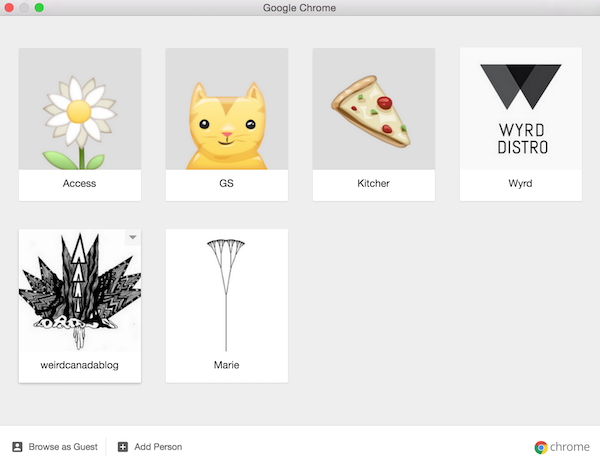 Google Chrome
WYRD
DISTRO
Access
GS
Kitcher
Wyrd
weirdcanadablog
Marie
Browse as Guest
Add Person
chrome